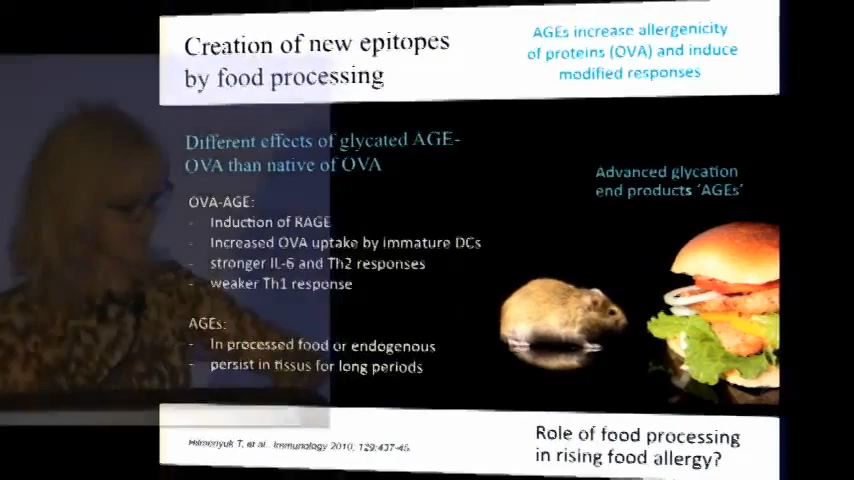 Creation of new epitopes
by food processing
AGEs increase allergenicity
of proteins (OVA) and induce
modified responses
Different effects of glycated AGE-
OVA than native of OVA
OVA-AGE:
- Induction of RAGE
- Increased OVA uptake by immature DCs
- stronger IL-6 and Th2 responses
- weaker Th1 response
AGEs:
- In processed food or endogenous
- persist in tissus for long periods
Advanced glycation
end products 'AGEs'
Hilmenyuk T, et al. Immunology 2010; 129:437-45.
Role of food processing
in rising food allergy?